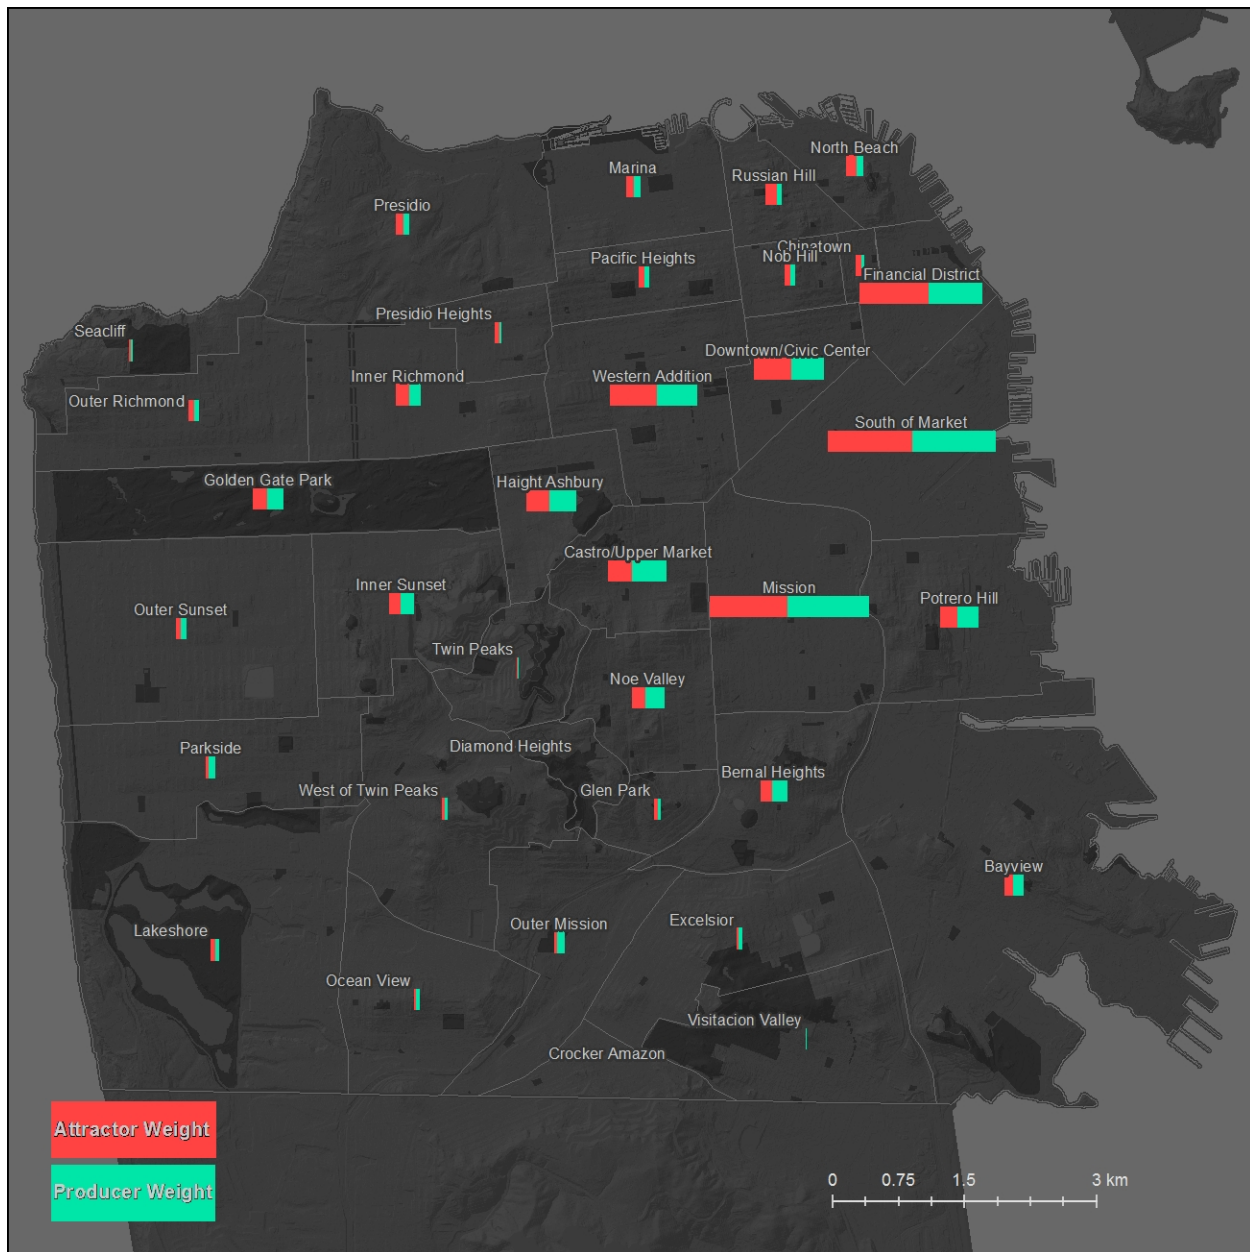 North Beach
Marina
Russian Hill
Presidio
Chinatown
Nob Hill
Pacific Heights
Financial District
Presidio Heights
Seacliff
Downtown/Civic Center
Inner Richmond
Western Addition
Outer Richmond
South of Market
Golden Gate Park
Haight Ashbury
Castro/Upper Market
Inner Sunset
Mission
Potrero Hill
Outer Sunset
Twin Peaks
Noe Valley
Parkside
Diamond Heights
Bernal Heights
West of Twin Peaks
Glen Park
Bayview
Lakeshore
Outer Mission
Excelsior
Ocean View
Visitacion Valley
Crocker Amazon
Attractor Weight
Producer Weight
0 0.75 1.5 3 km